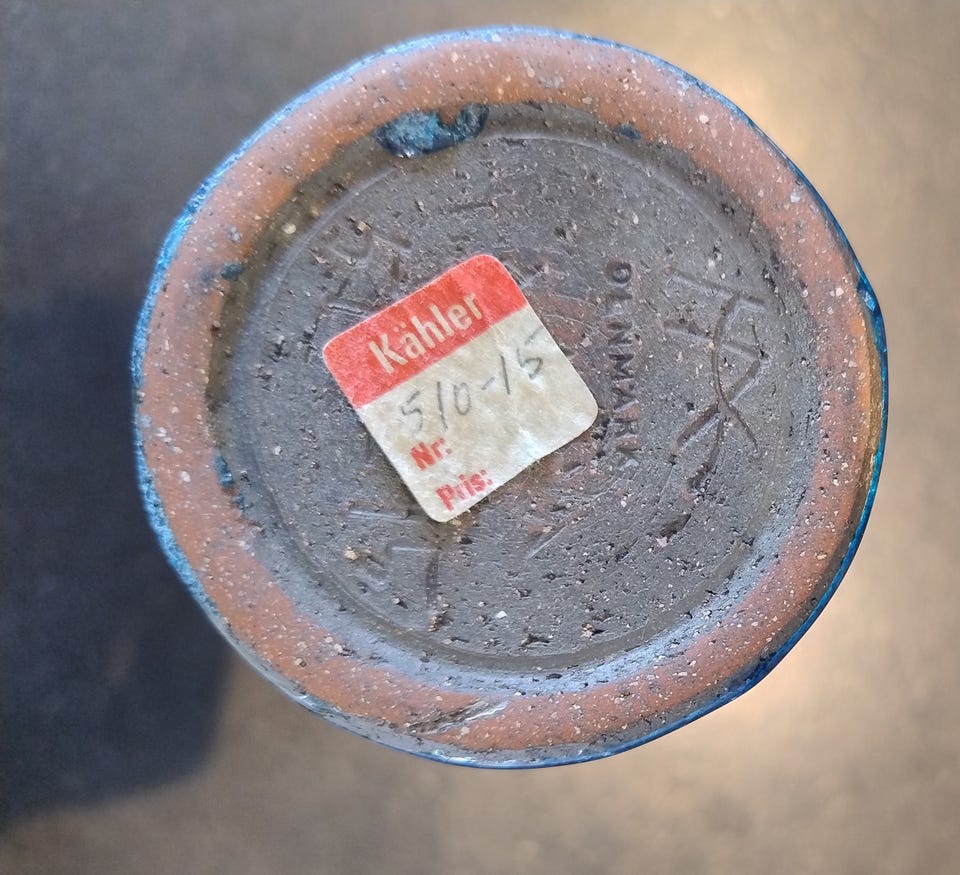 Kähler
510-15
Nr:
Pris:
DENMARK